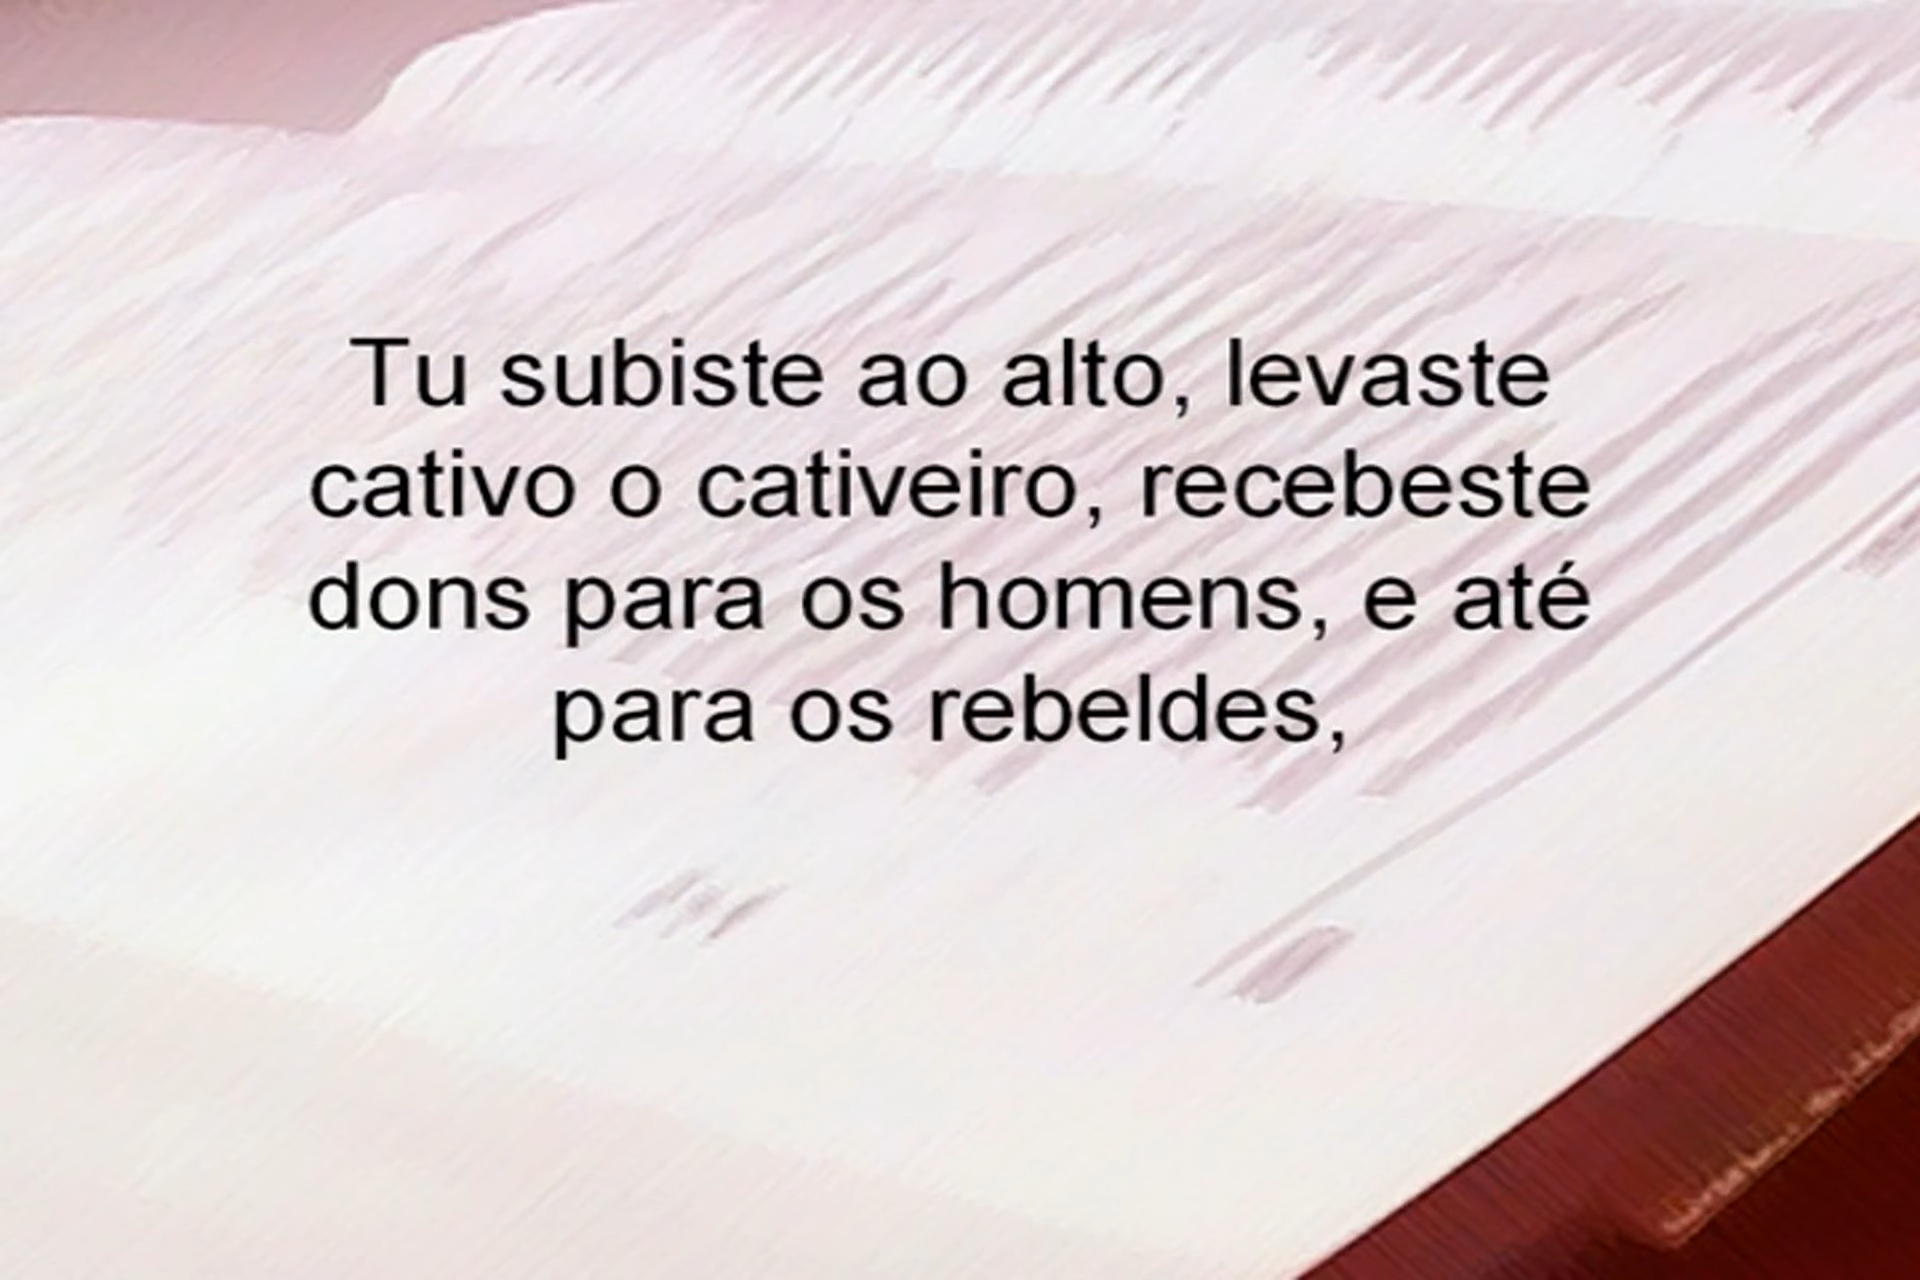 Tu subiste ao alto, levaste
cativo o cativeiro, recebeste
dons para os homens, e até
para os rebeldes,